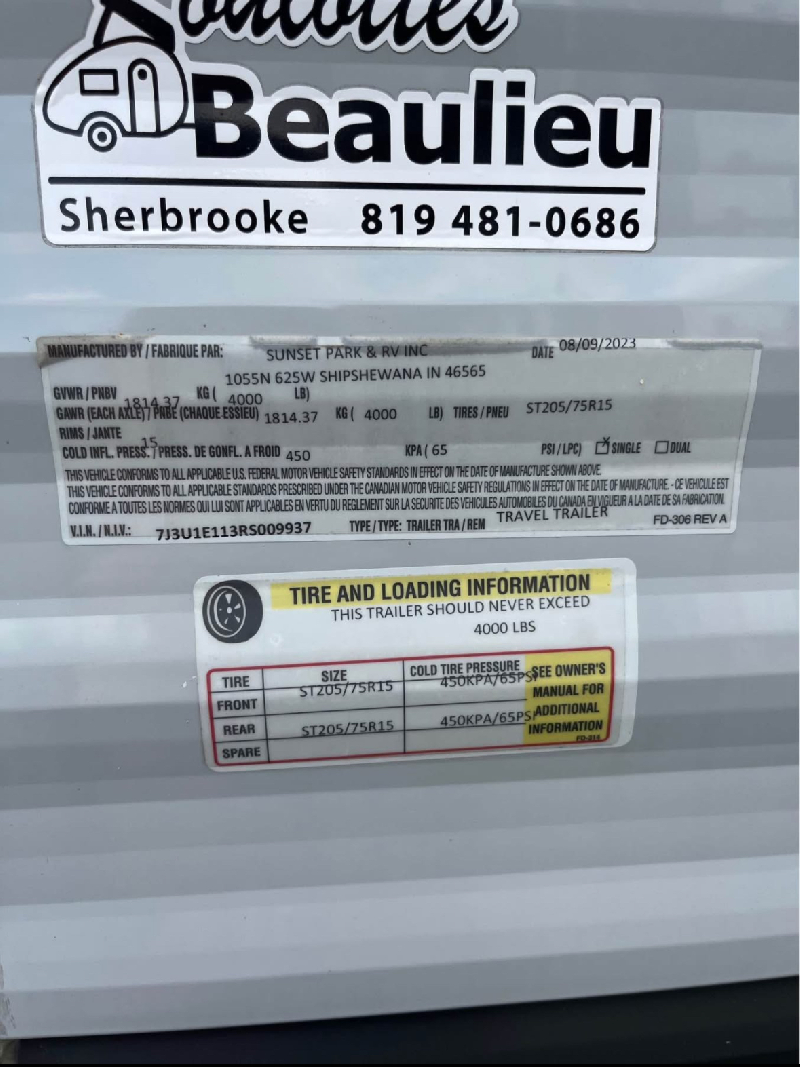 Beaulieu
Sherbrooke 819 481-0686
MANUFACTURED BY / FABRIQUE PAR: SUNSET PARK & RV INC DATE 08/09/2023
1055N 625W SHIPSHEWANA IN 46565
GVWR / PNBV 1814.37 KG ( 4000 LB)
GAWR (EACH AXLE) / PNBE (CHAQUE ESSIEU) 1814.37 KG ( 4000 LB) TIRES / PNEU ST205/75R15
RIMS / JANTE 15
COLD INFL. PRESS. / PRESS. DE GONFL. A FROID 450 KPA ( 65 PSI / LPC) X SINGLE DUAL
THIS VEHICLE CONFORMS TO ALL APPLICABLE U.S. FEDERAL MOTOR VEHICLE SAFETY STANDARDS IN EFFECT ON THE DATE OF MANUFACTURE SHOWN ABOVE.
THIS VEHICLE CONFORMS TO ALL APPLICABLE STANDARDS PRESCRIBED UNDER THE CANADIAN MOTOR VEHICLE SAFETY REGULATIONS IN EFFECT ON THE DATE OF MANUFACTURE. - CE VEHICULE EST
CONFORME A TOUTES LES NORMES QUI LUI SONT APPLICABLES EN VERTU DU REGLEMENT SUR LA SECURITE DES VEHICULES AUTOMOBILES DU CANADA EN VIGUEUR A LA DATE DE SA FABRICATION.
V.I.N. / N.I.V.: 7J3U1E113RS009937 TYPE / TYPE: TRAILER TRA / REM TRAVEL TRAILER FD-306 REV A
TIRE AND LOADING INFORMATION
THIS TRAILER SHOULD NEVER EXCEED
4000 LBS
TIRE SIZE COLD TIRE PRESSURE SEE OWNER'S
FRONT ST205/75R15 450KPA/65PSI MANUAL FOR
REAR ST205/75R15 450KPA/65PSI ADDITIONAL
SPARE INFORMATION
FD-311